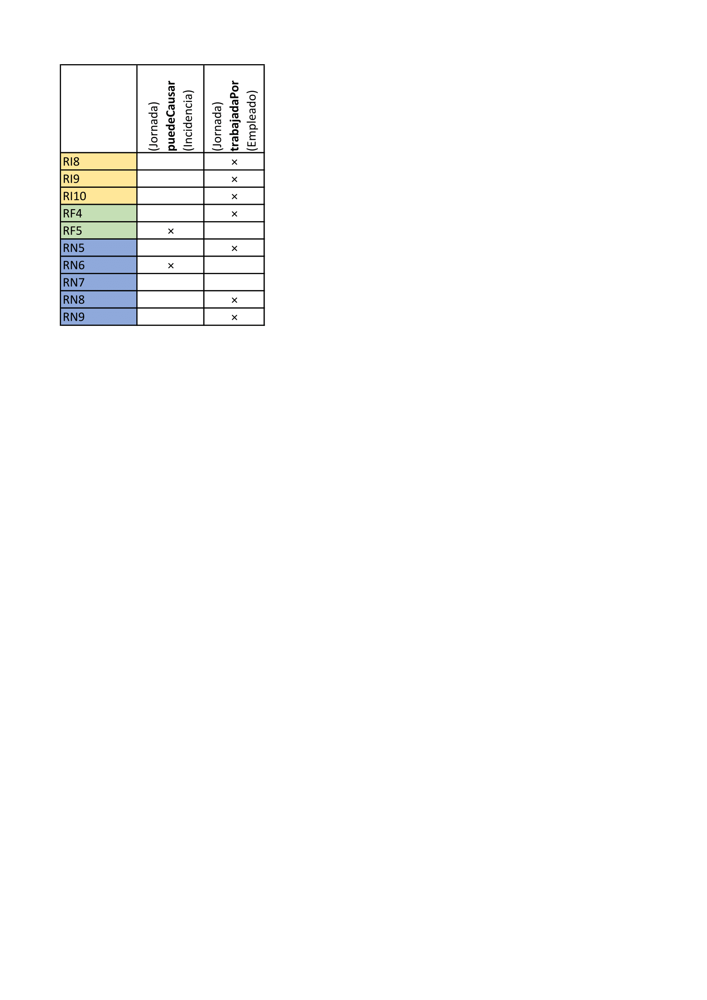 (Jornada)
puedeCausar
(Incidencia)
(Jornada)
trabajadaPor
(Empleado)
RI8 ×
RI9 ×
RI10 ×
RF4 ×
RF5 ×
RN5 ×
RN6 ×
RN7
RN8 ×
RN9 ×